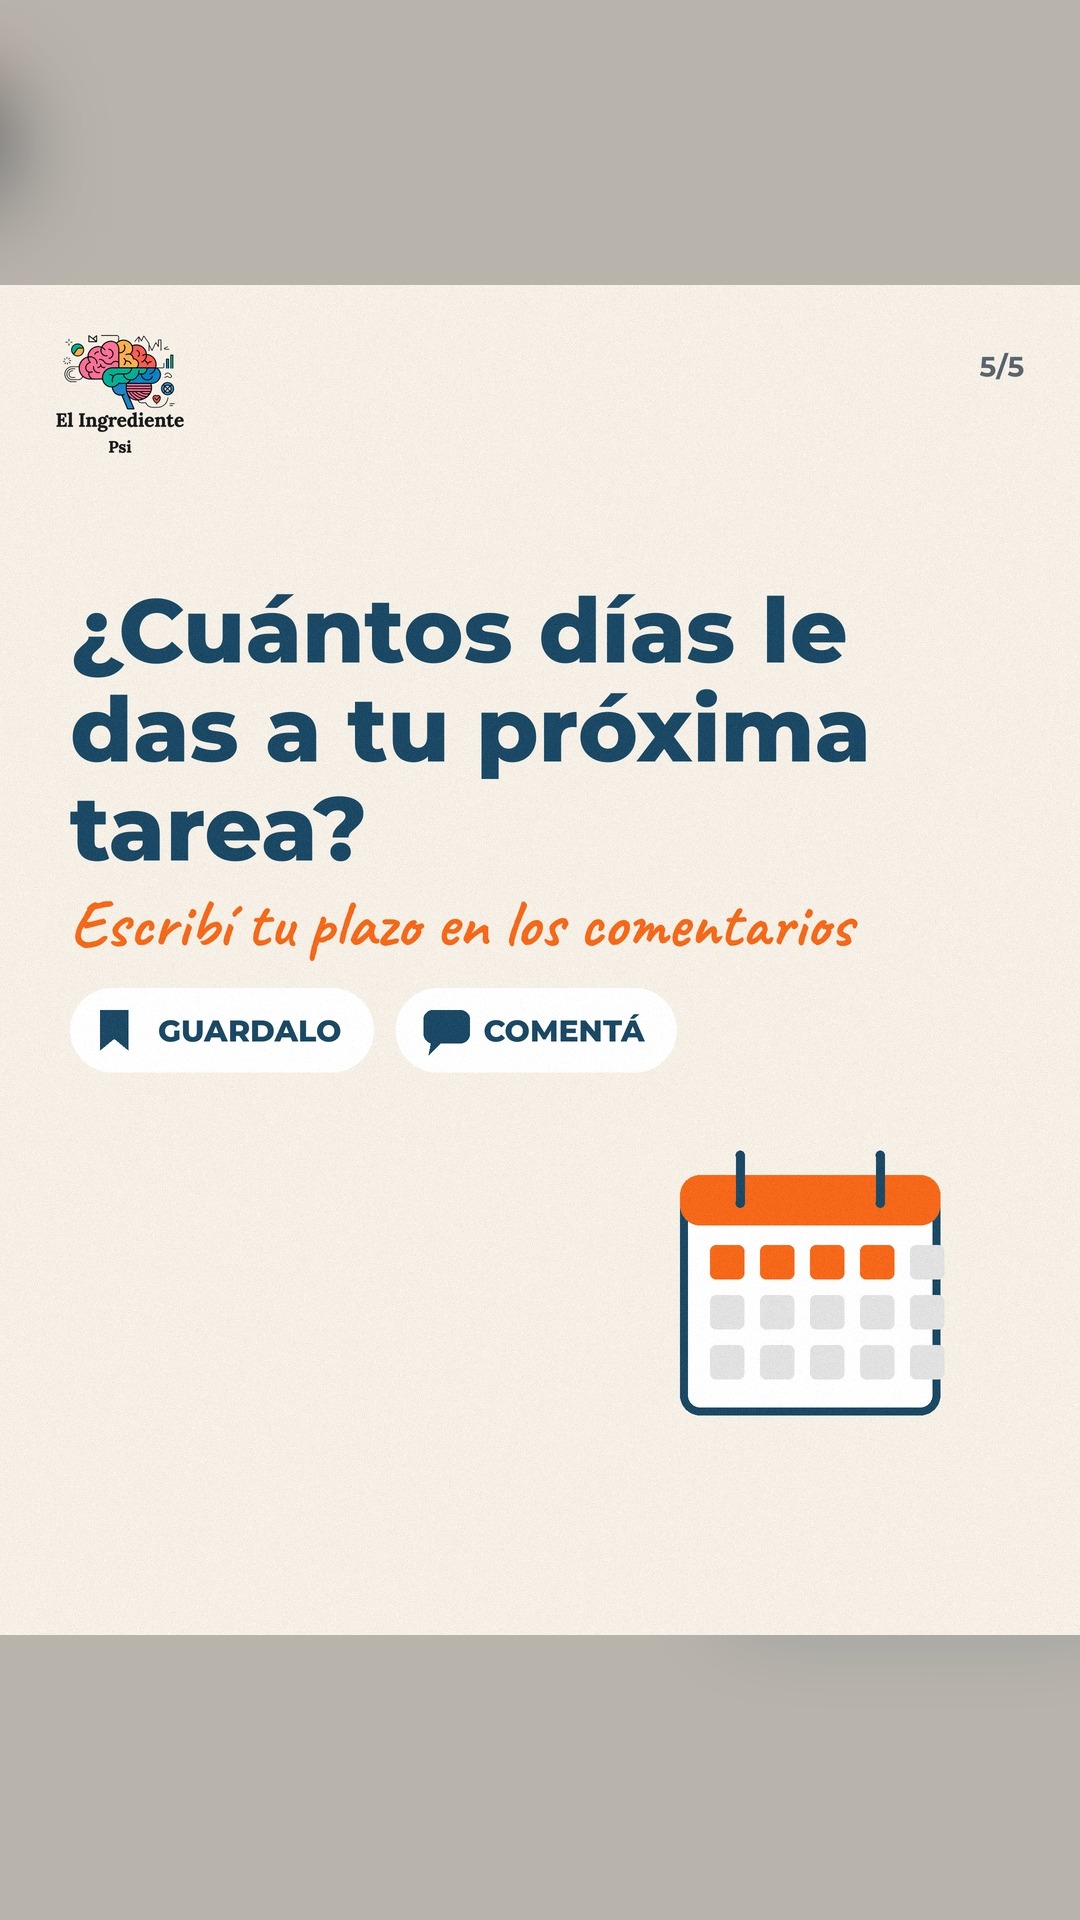 El Ingrediente
Psi
5/5
¿Cuántos días le
das a tu próxima
tarea?
Escribí tu plazo en los comentarios
GUARDALO
COMENTÁ